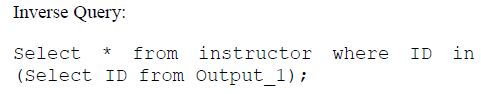 Inverse Query:
Select * from instructor where ID in
(Select ID from Output_1);